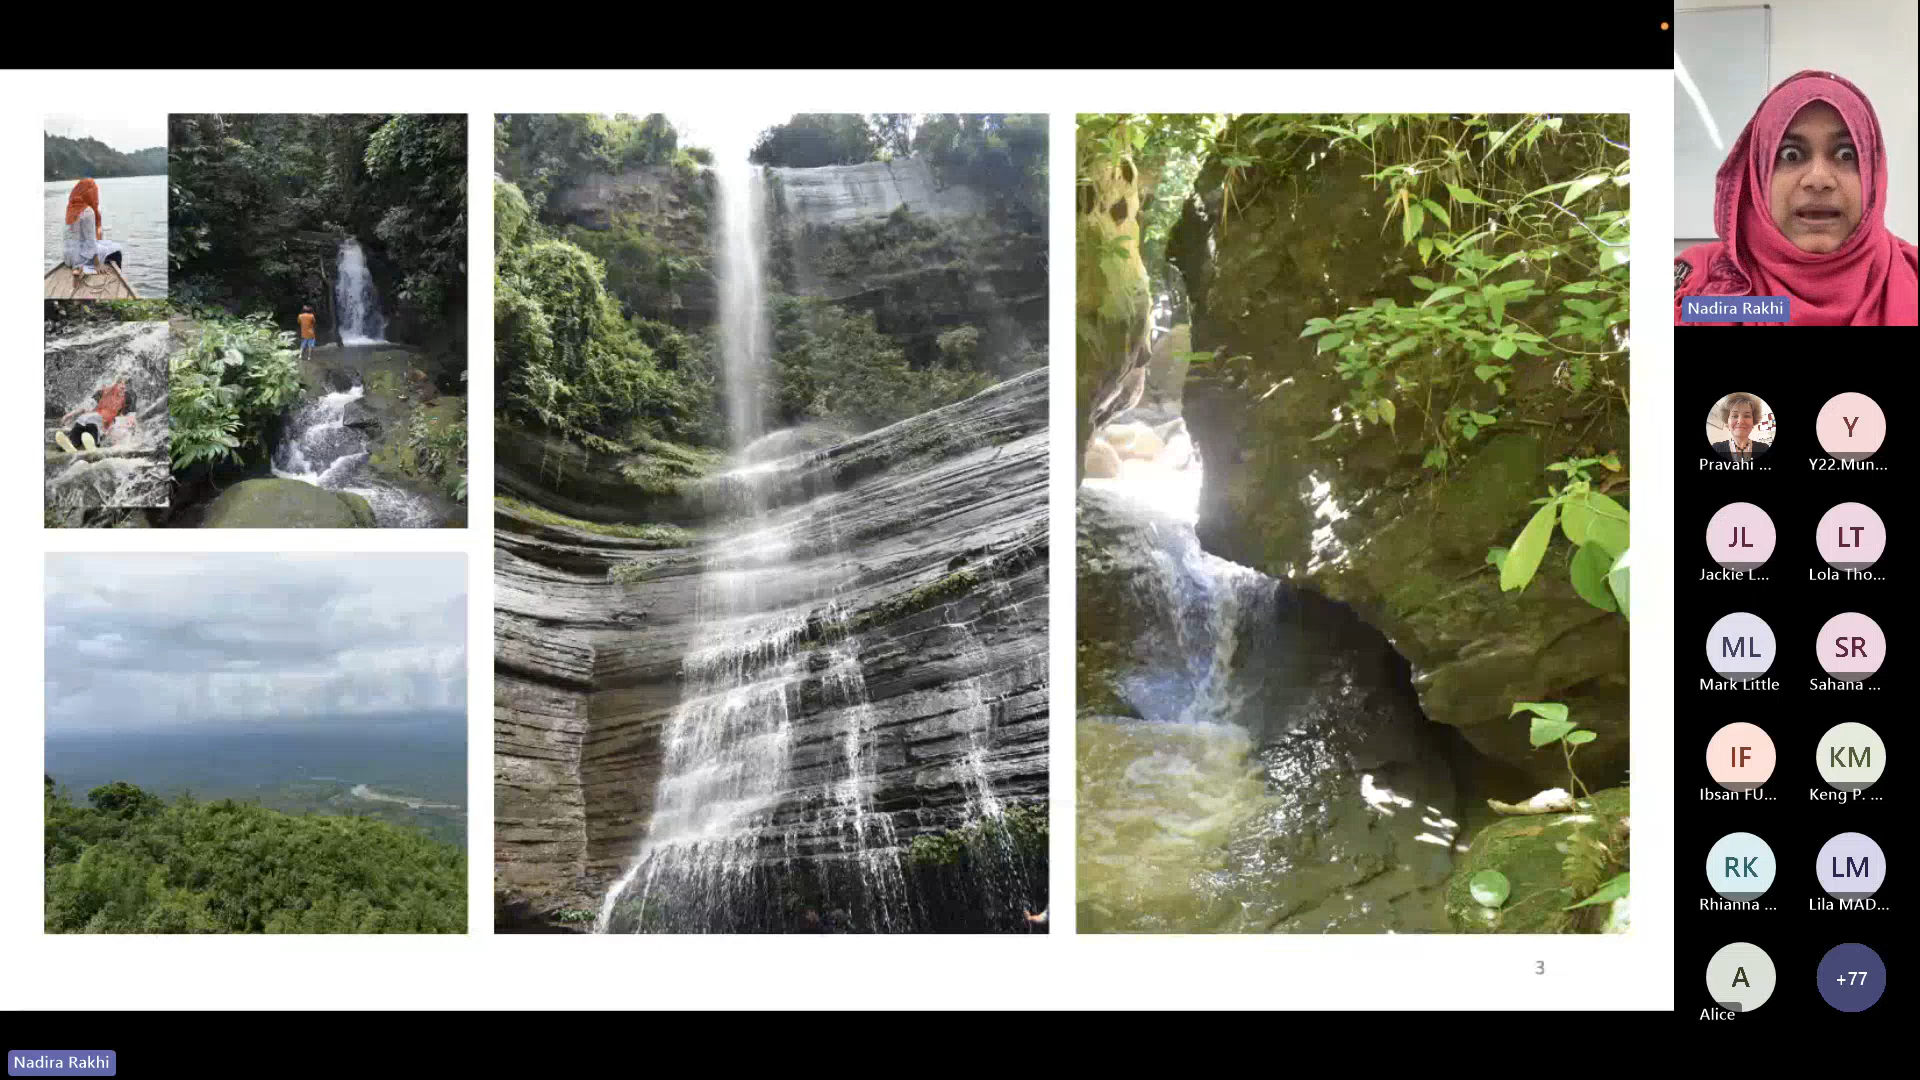 Nadira Rakhi
Pravahi ...
Y
Y22.Mun...
JL
Jackie L...
LT
Lola Tho...
ML
Mark Little
SR
Sahana ...
IF
Ibsan FU...
KM
Keng P. ...
RK
Rhianna ...
LM
Lila MAD...
A
Alice
+77
3
Nadira Rakhi